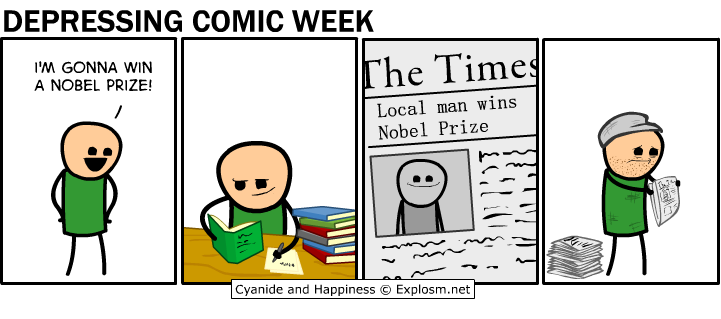 DEPRESSING COMIC WEEK
I'M GONNA WIN
A NOBEL PRIZE!
The Times
Local man wins
Nobel Prize
Cyanide and Happiness © Explosm.net